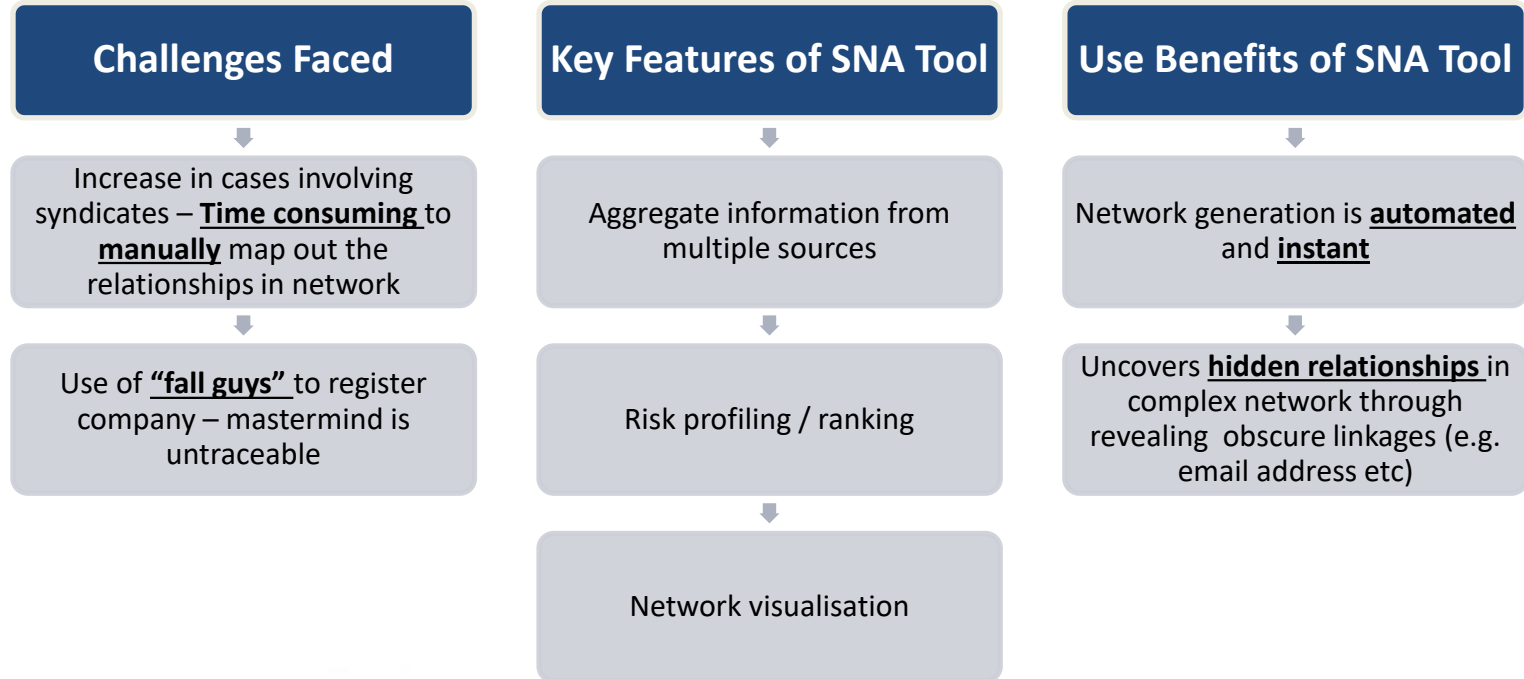 Challenges Faced
Increase in cases involving
syndicates – Time consuming to
manually map out the
relationships in network
Use of “fall guys” to register
company – mastermind is
untraceable
Key Features of SNA Tool
Aggregate information from
multiple sources
Risk profiling / ranking
Network visualisation
Use Benefits of SNA Tool
Network generation is automated
and instant
Uncovers hidden relationships in
complex network through
revealing obscure linkages (e.g.
email address etc)